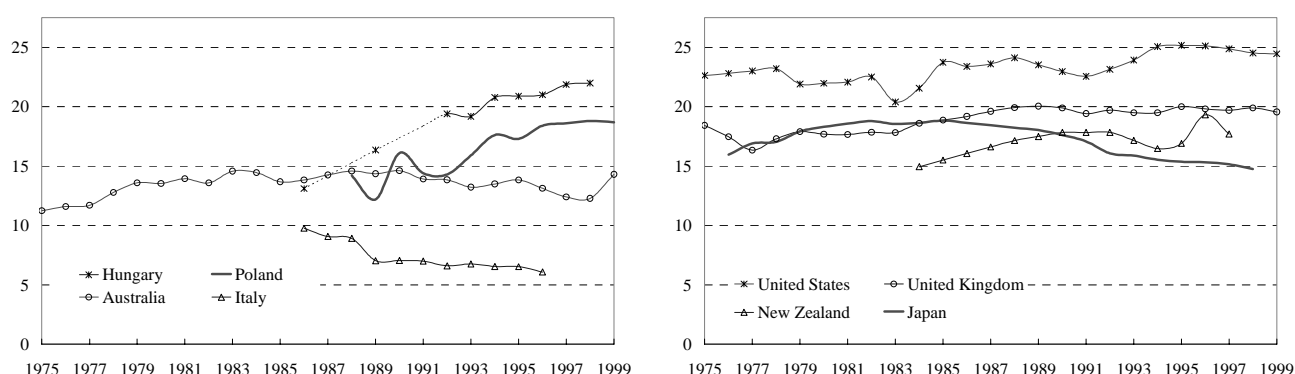 25
20
15
10
5
0
Hungary Poland
Australia Italy
1975 1977 1979 1981 1983 1985 1987 1989 1991 1993 1995 1997 1999
25
20
15
10
5
0
United States United Kingdom
New Zealand Japan
1975 1977 1979 1981 1983 1985 1987 1989 1991 1993 1995 1997 1999